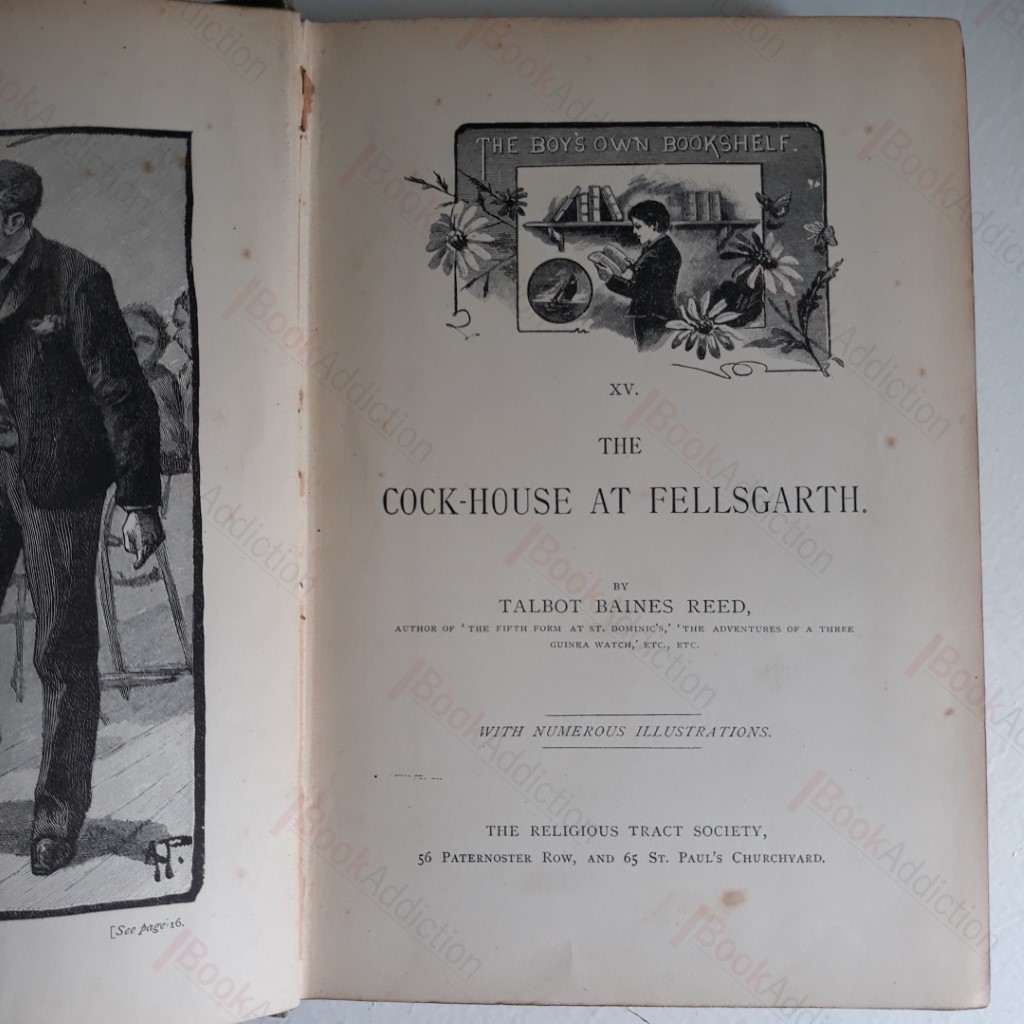 THE BOY'S OWN BOOKSHELF.
XV.
THE
COCK-HOUSE AT FELLSGARTH.
BY
TALBOT BAINES REED,
AUTHOR OF 'THE FIFTH FORM AT ST. DOMINIC'S,' 'THE ADVENTURES OF A THREE
GUINEA WATCH,' ETC., ETC.
WITH NUMEROUS ILLUSTRATIONS.
THE RELIGIOUS TRACT SOCIETY,
56 PATERNOSTER ROW, AND 65 ST. PAUL'S CHURCHYARD.
[See page 16.
BookAddiction